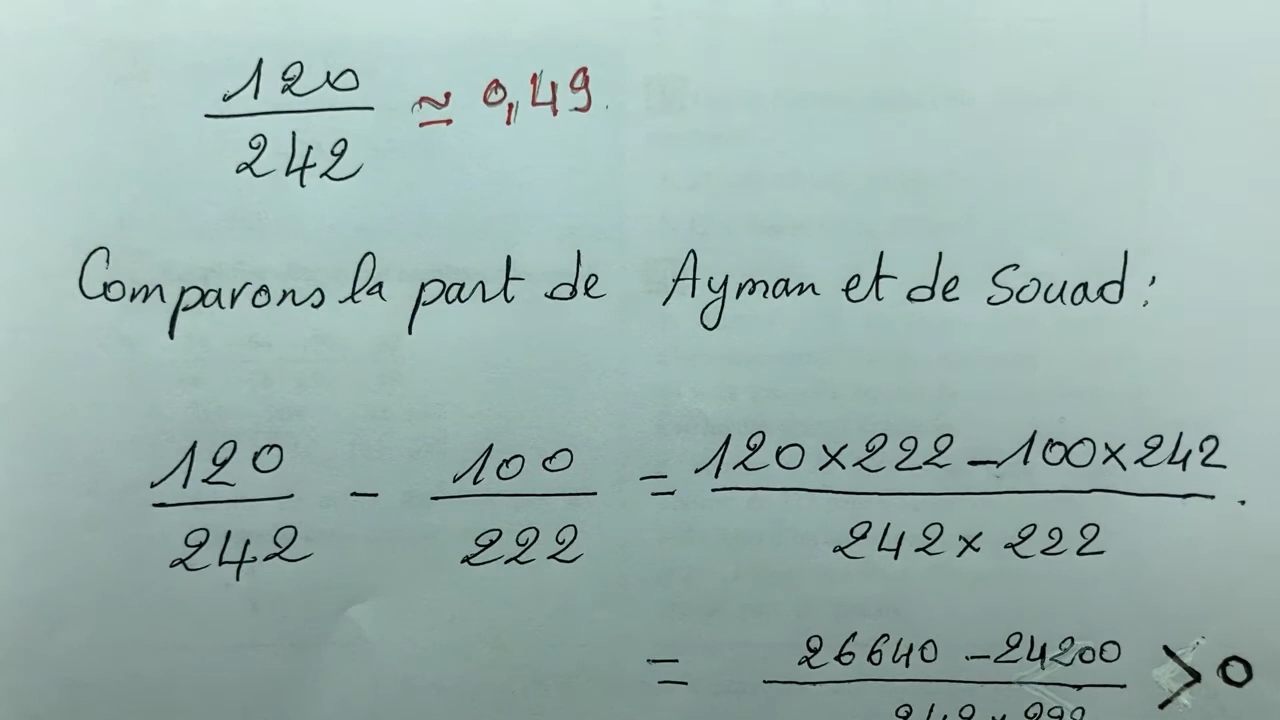 120/242 ≃ 0,49
Comparons la part de Ayman et de Souad :
120/242 - 100/222 = (120×222 - 100×242)/(242×222) .
= (26640 - 24200)/(242×222) > 0